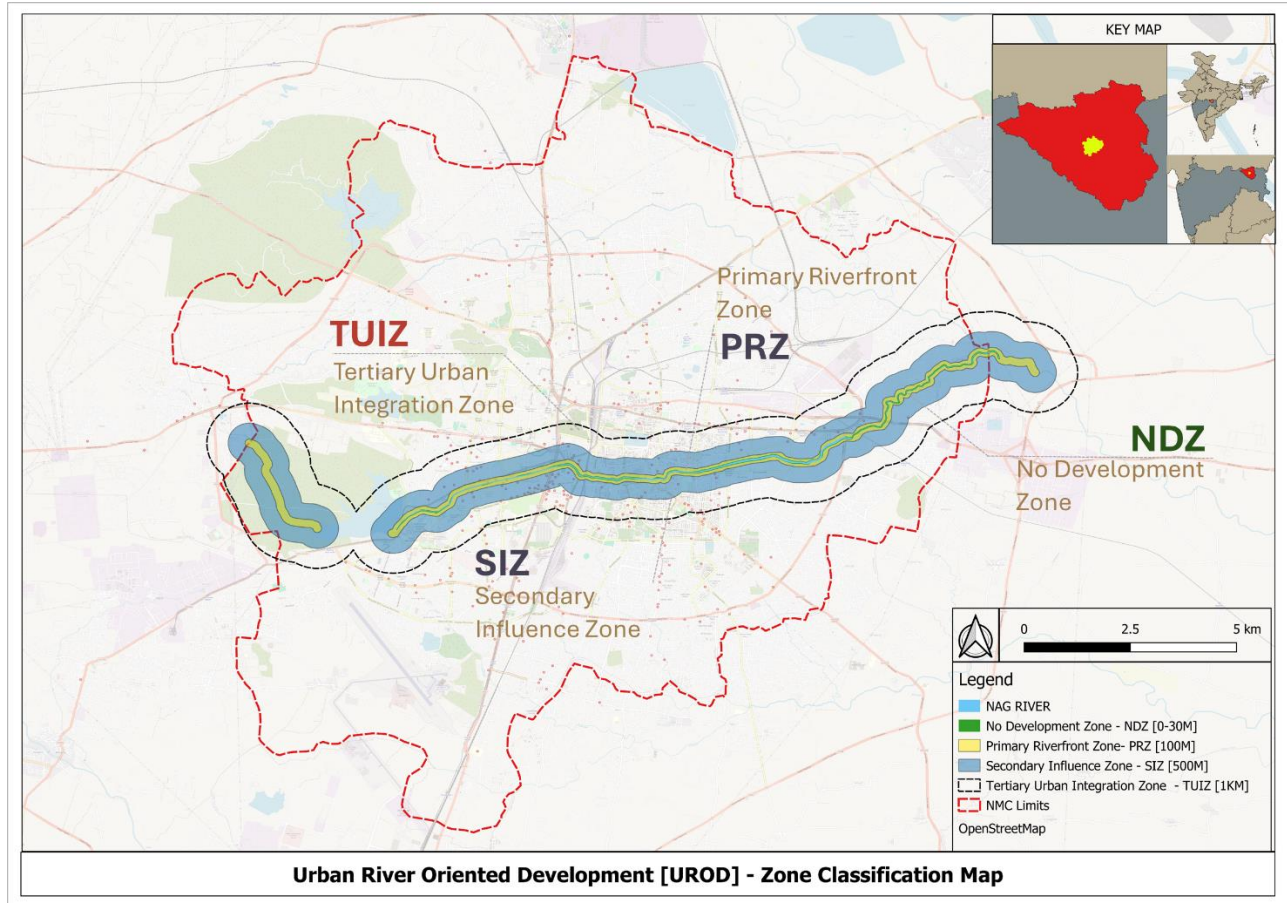 KEY MAP
Primary Riverfront
Zone
PRZ
TUIZ
Tertiary Urban
Integration Zone
NDZ
No Development
Zone
SIZ
Secondary
Influence Zone
0 2.5 5 km
Legend
NAG RIVER
No Development Zone - NDZ [0-30M]
Primary Riverfront Zone- PRZ [100M]
Secondary Influence Zone - SIZ [500M]
Tertiary Urban Integration Zone - TUIZ [1KM]
NMC Limits
OpenStreetMap
Urban River Oriented Development [UROD] - Zone Classification Map